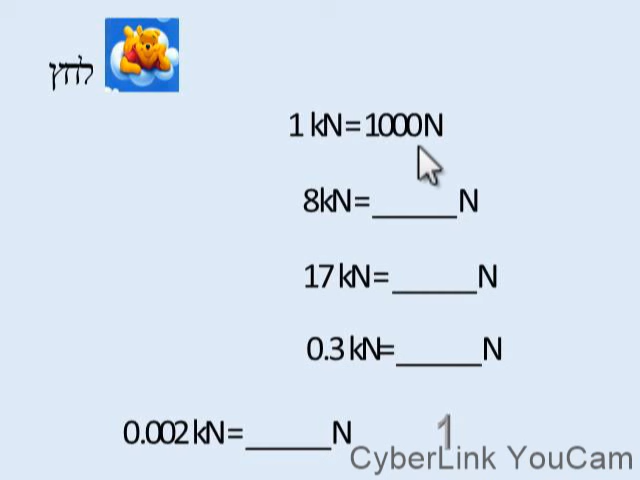 לחץ
1 kN=1000N
8kN=______N
17 kN=______N
0.3 kN=______N
0.002 kN=______N
1
CyberLink YouCam